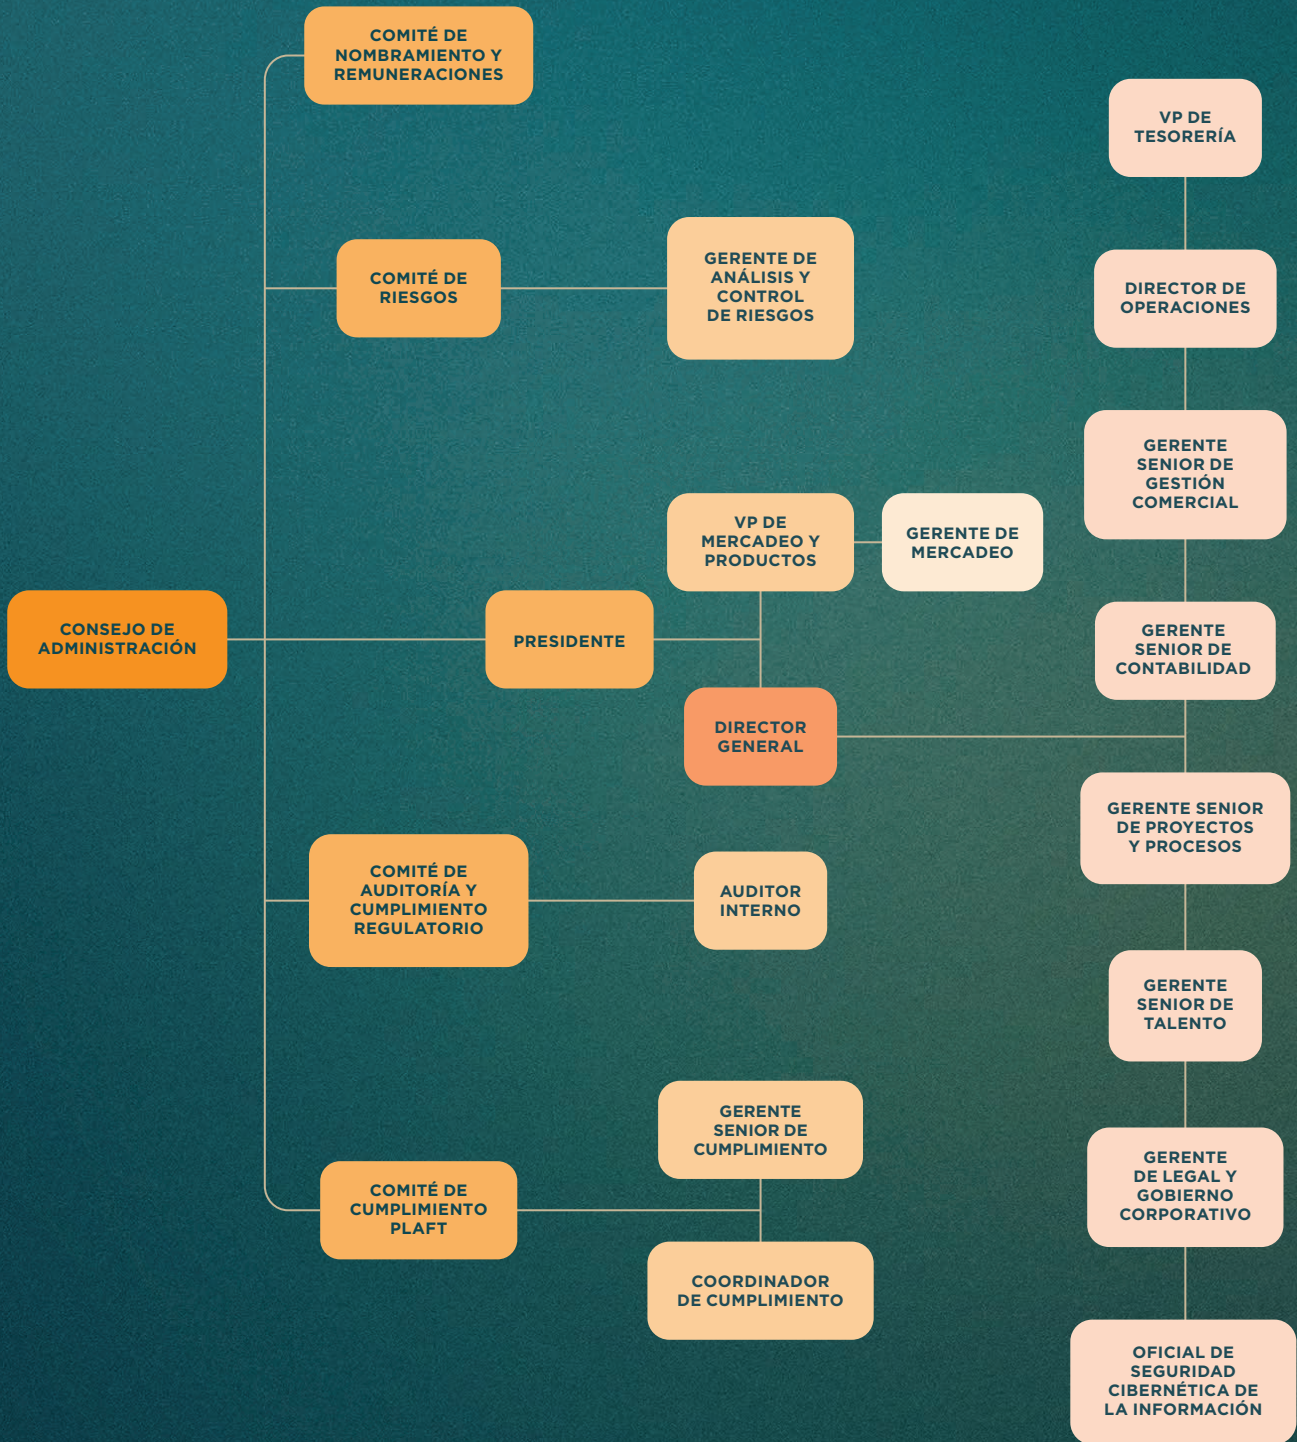 COMITÉ DE
NOMBRAMIENTO Y
REMUNERACIONES
VP DE
TESORERÍA
COMITÉ DE
RIESGOS
GERENTE DE
ANÁLISIS Y
CONTROL
DE RIESGOS
DIRECTOR DE
OPERACIONES
GERENTE
SENIOR DE
GESTIÓN
COMERCIAL
VP DE
MERCADEO Y
PRODUCTOS
GERENTE DE
MERCADEO
CONSEJO DE
ADMINISTRACIÓN
PRESIDENTE
GERENTE
SENIOR DE
CONTABILIDAD
DIRECTOR
GENERAL
GERENTE SENIOR
DE PROYECTOS
Y PROCESOS
COMITÉ DE
AUDITORÍA Y
CUMPLIMIENTO
REGULATORIO
AUDITOR
INTERNO
GERENTE
SENIOR DE
TALENTO
GERENTE
SENIOR DE
CUMPLIMIENTO
GERENTE
DE LEGAL Y
GOBIERNO
CORPORATIVO
COMITÉ DE
CUMPLIMIENTO
PLAFT
COORDINADOR
DE CUMPLIMIENTO
OFICIAL DE
SEGURIDAD
CIBERNÉTICA DE
LA INFORMACIÓN